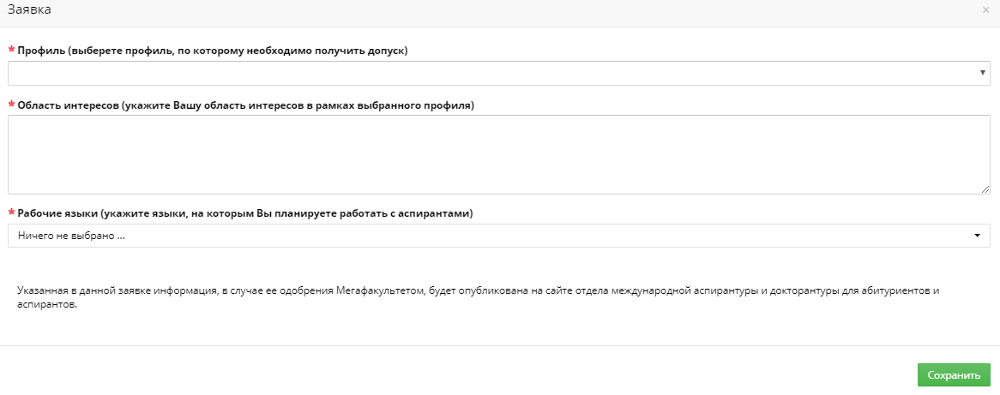 Заявка ×
* Профиль (выберете профиль, по которому необходимо получить допуск)
* Область интересов (укажите Вашу область интересов в рамках выбранного профиля)
* Рабочие языки (укажите языки, на которым Вы планируете работать с аспирантами)
Ничего не выбрано ...
Указанная в данной заявке информация, в случае ее одобрения Мегафакультетом, будет опубликована на сайте отдела международной аспирантуры и докторантуры для абитуриентов и
аспирантов.
Сохранить